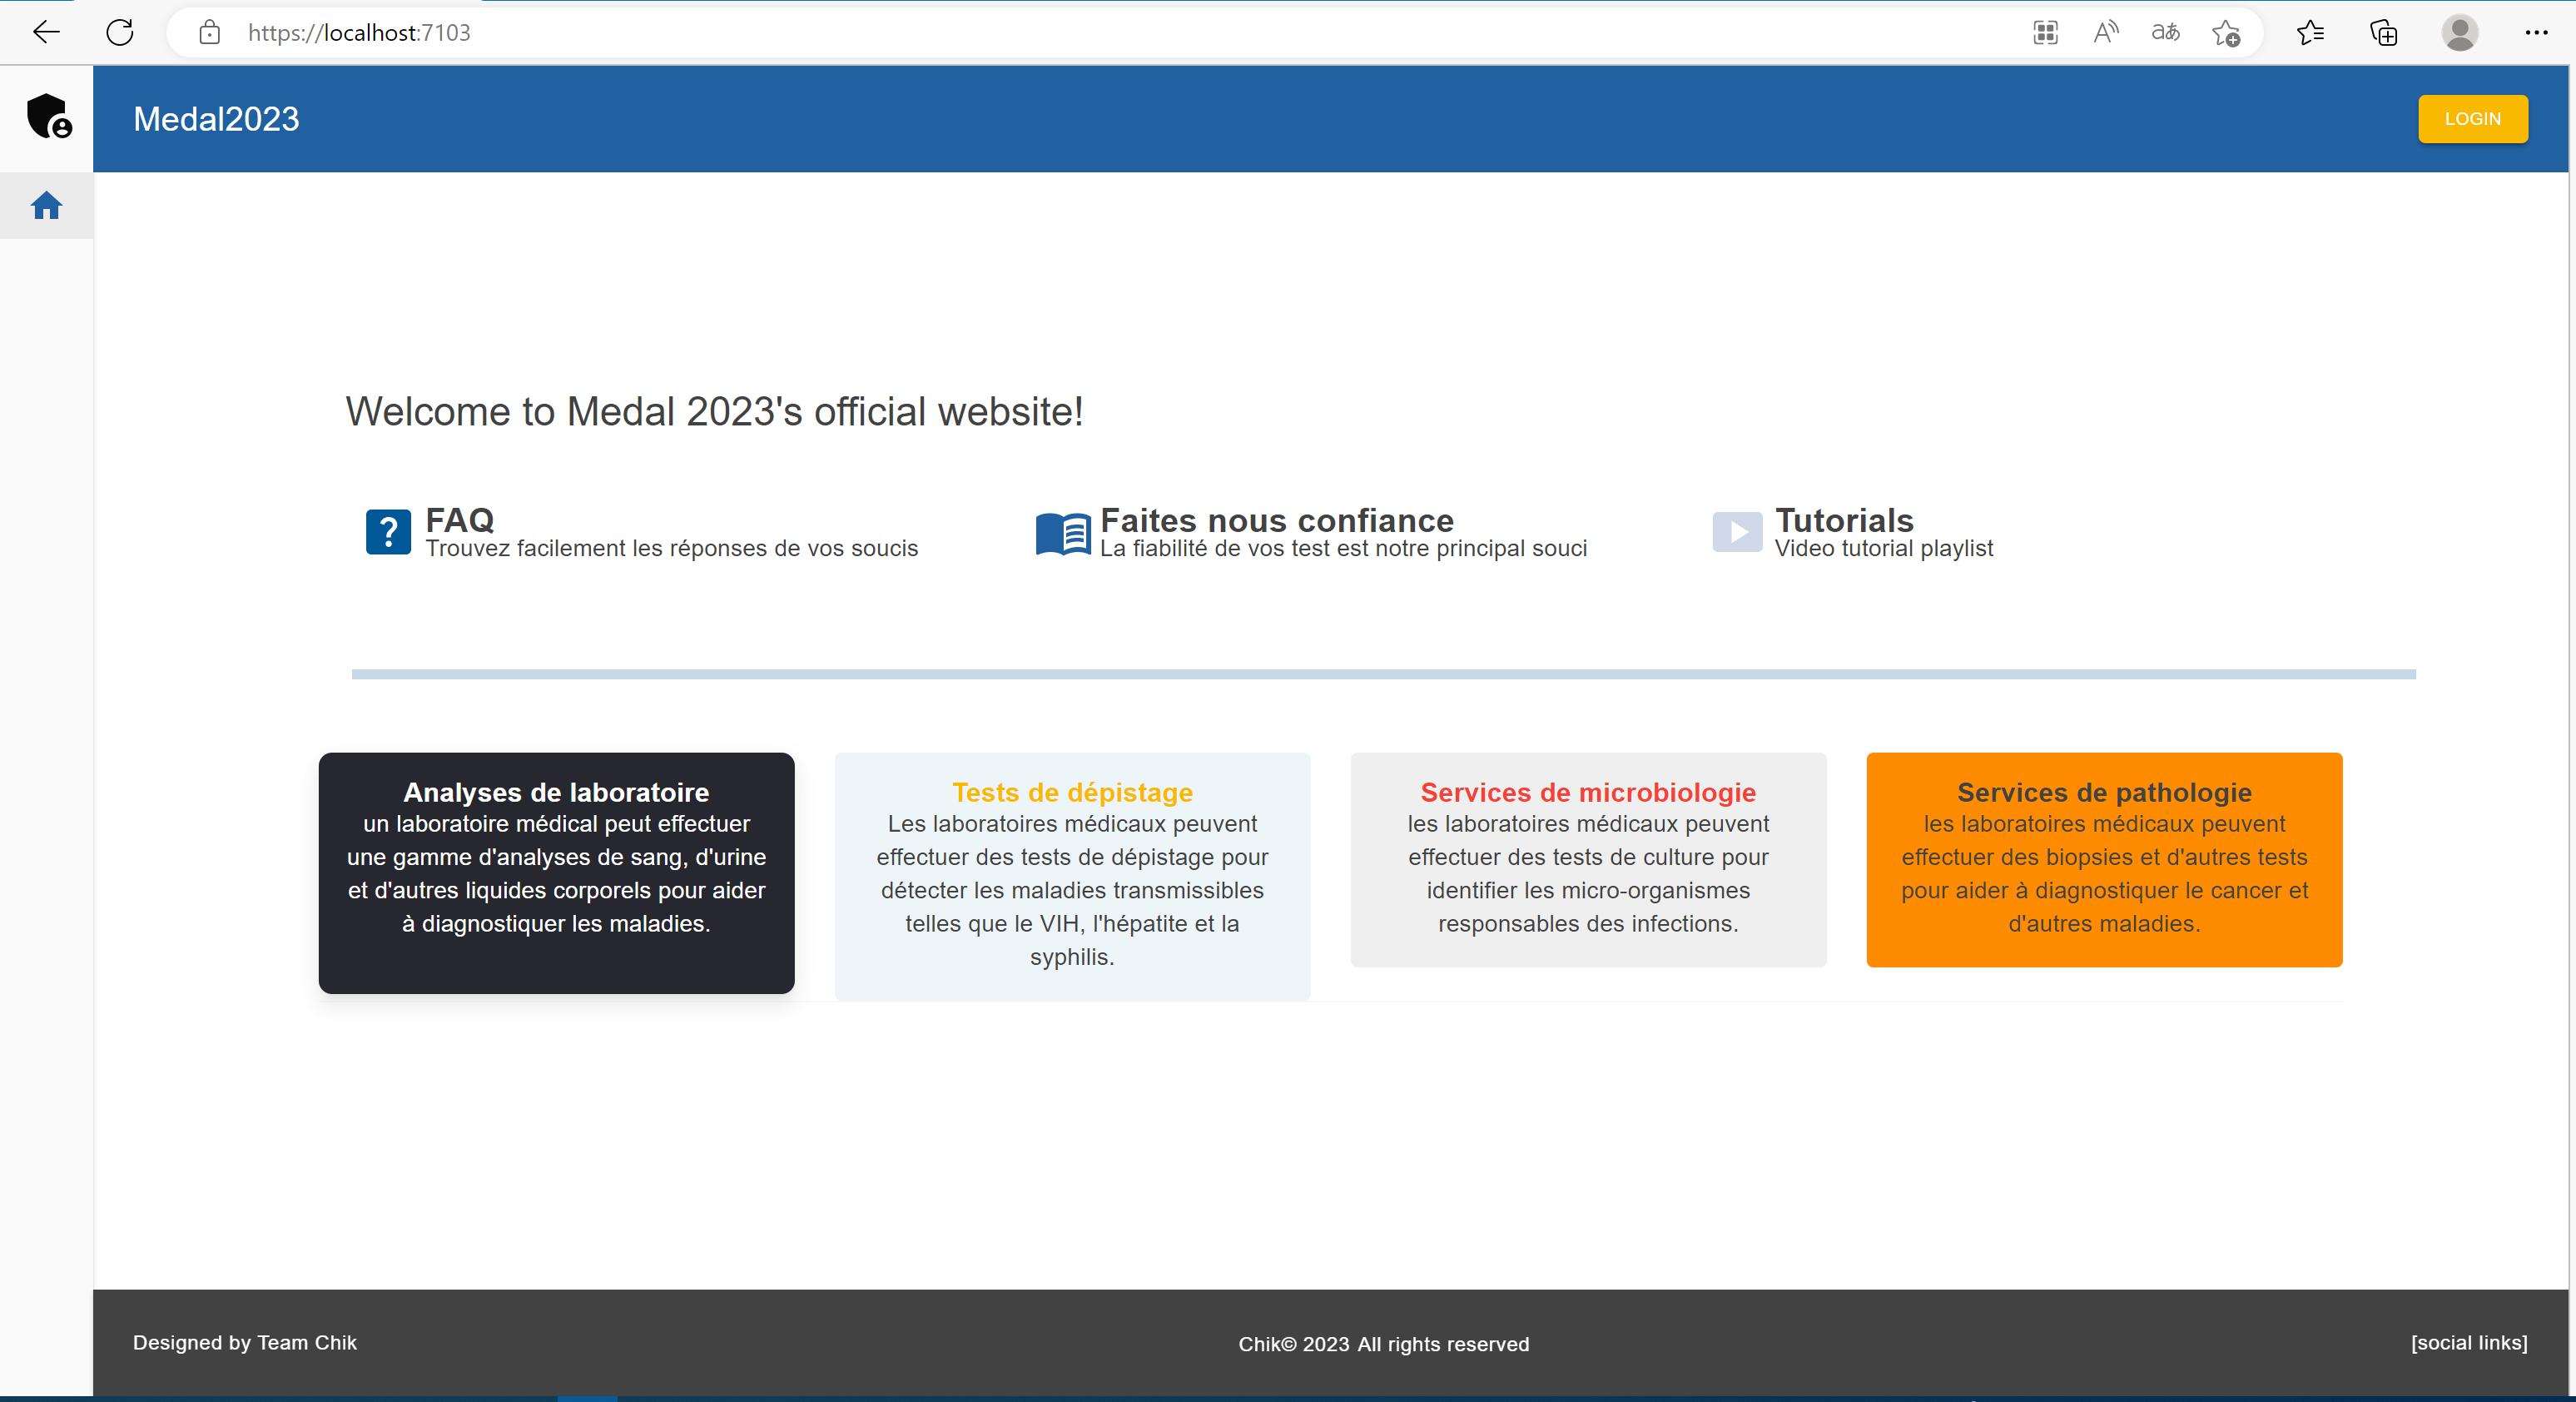 https://localhost:7103
Medal2023
LOGIN
Welcome to Medal 2023's official website!
FAQ
Trouvez facilement les réponses de vos soucis
Faites nous confiance
La fiabilité de vos test est notre principal souci
Tutorials
Video tutorial playlist
Analyses de laboratoire
un laboratoire médical peut effectuer
une gamme d'analyses de sang, d'urine
et d'autres liquides corporels pour aider
à diagnostiquer les maladies.
Tests de dépistage
Les laboratoires médicaux peuvent
effectuer des tests de dépistage pour
détecter les maladies transmissibles
telles que le VIH, l'hépatite et la
syphilis.
Services de microbiologie
les laboratoires médicaux peuvent
effectuer des tests de culture pour
identifier les micro-organismes
responsables des infections.
Services de pathologie
les laboratoires médicaux peuvent
effectuer des biopsies et d'autres tests
pour aider à diagnostiquer le cancer et
d'autres maladies.
Designed by Team Chik
Chik© 2023 All rights reserved
[social links]